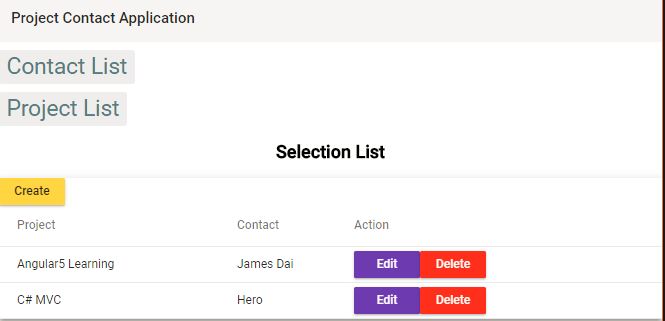 Project Contact Application
Contact List
Project List
Selection List
Create
Project Contact Action
Angular5 Learning James Dai Edit Delete
C# MVC Hero Edit Delete